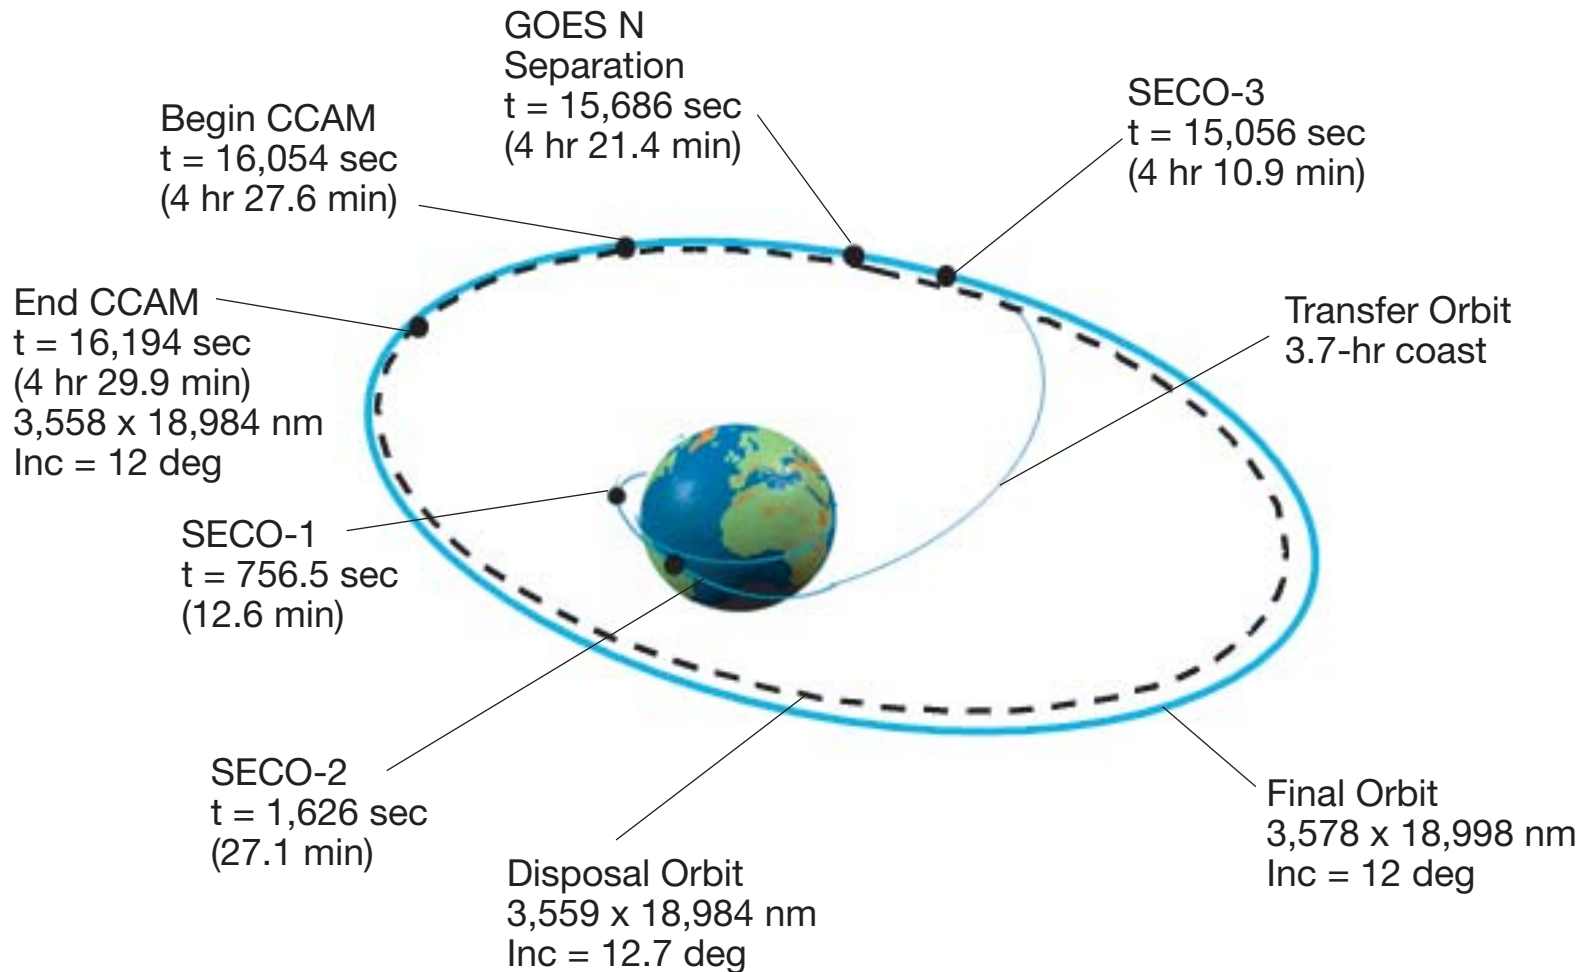 GOES N
Separation
t = 15,686 sec
(4 hr 21.4 min)
SECO-3
t = 15,056 sec
(4 hr 10.9 min)
Begin CCAM
t = 16,054 sec
(4 hr 27.6 min)
End CCAM
t = 16,194 sec
(4 hr 29.9 min)
3,558 x 18,984 nm
Inc = 12 deg
Transfer Orbit
3.7-hr coast
SECO-1
t = 756.5 sec
(12.6 min)
SECO-2
t = 1,626 sec
(27.1 min)
Disposal Orbit
3,559 x 18,984 nm
Inc = 12.7 deg
Final Orbit
3,578 x 18,998 nm
Inc = 12 deg